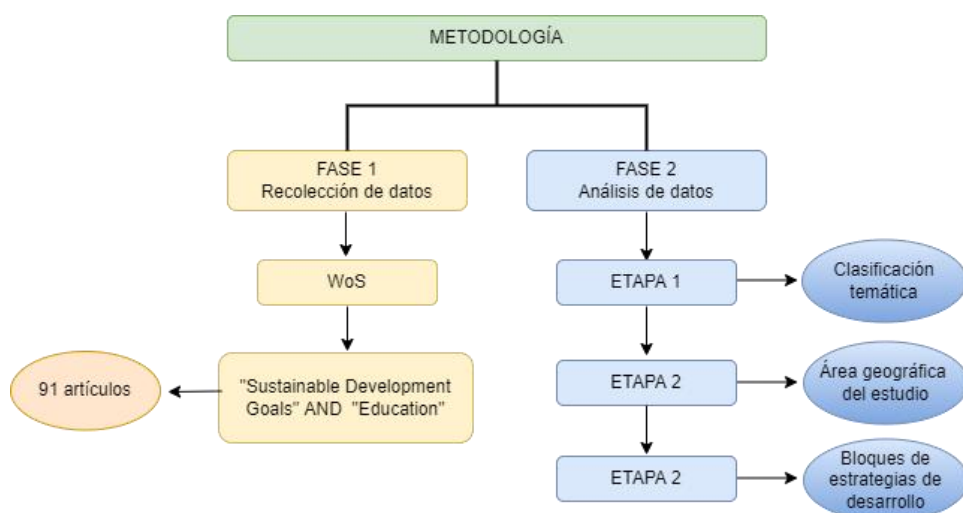 METODOLOGÍA
FASE 1
Recolección de datos
FASE 2
Análisis de datos
WoS
ETAPA 1
Clasificación
temática
91 artículos
"Sustainable Development
Goals" AND "Education"
ETAPA 2
Área geográfica
del estudio
ETAPA 2
Bloques de
estrategias de
desarrollo